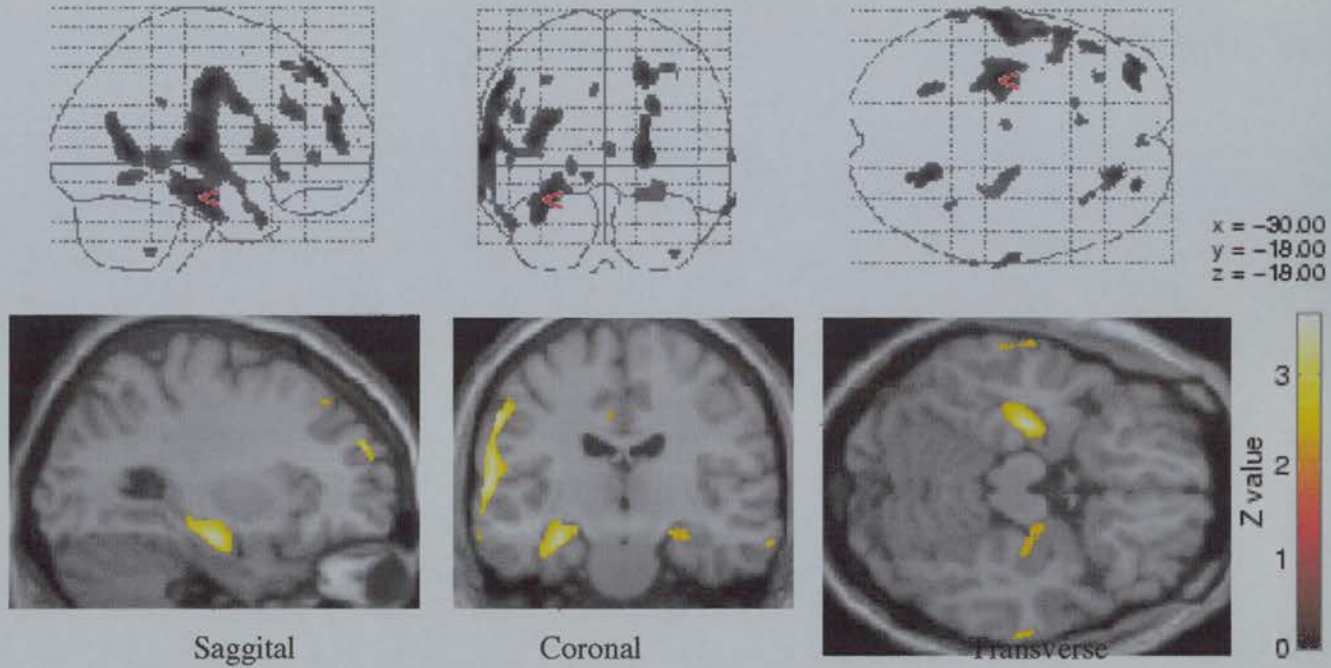 x = -30.00
y = -18.00
z = -18.00
3
2
1
0
Z value
Saggital
Coronal
Transverse